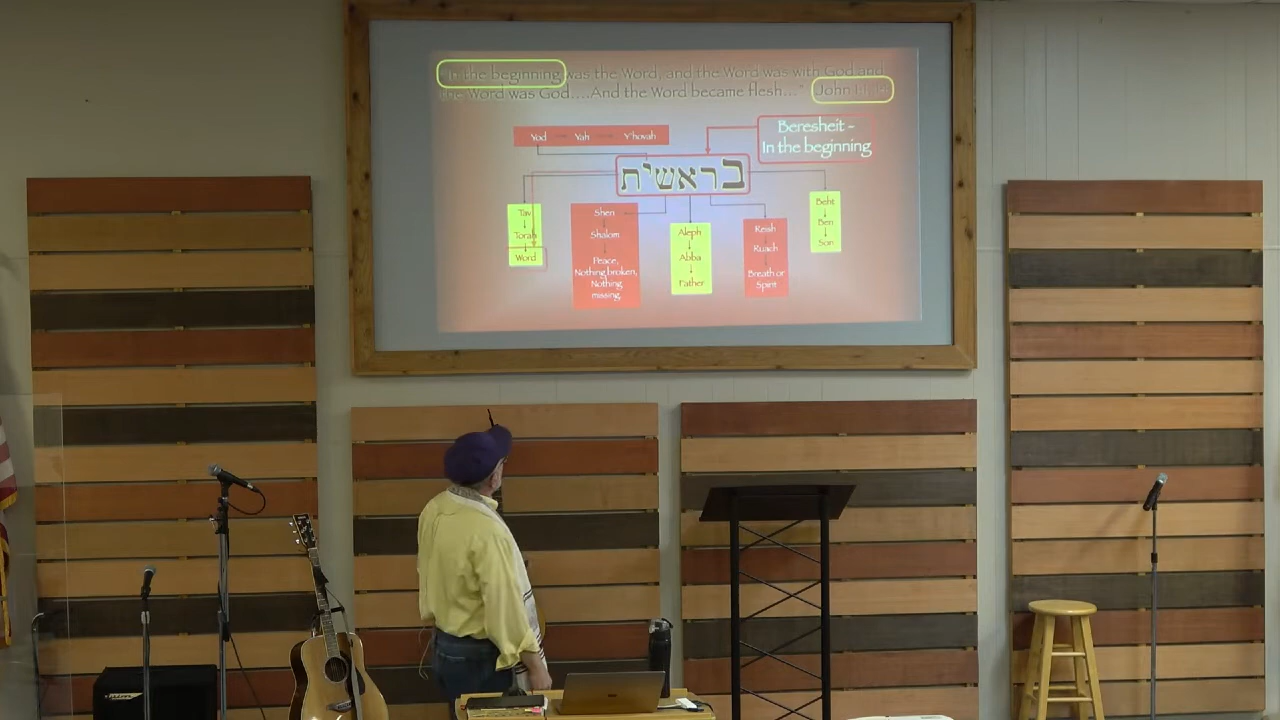 "In the beginning was the Word, and the Word was with God and
the Word was God....And the Word became flesh..." John 1:1,
Beresheit -
In the beginning
Yod Yah Y'hovah
בראשית
Tav
Torah
Word
Shen
Shalom
Peace,
Nothing broken,
Nothing
missing,
Aleph
Abba
Father
Resh
Ruach
Breath or
Spirit
Beht
Ben
Son